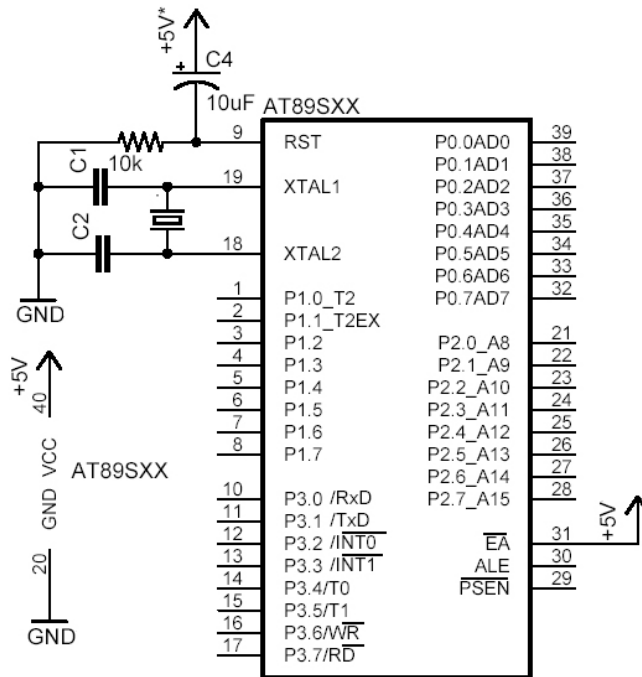 +5V*
C4
+
10uF
AT89SXX
9 RST P0.0AD0 39
10k
P0.1AD1 38
C1
19 XTAL1 P0.2AD2 37
P0.3AD3 36
P0.4AD4 35
C2
18 XTAL2 P0.5AD5 34
P0.6AD6 33
1 P1.0_T2 P0.7AD7 32
GND
2 P1.1_T2EX
3 P1.2 P2.0_A8 21
4 P1.3 P2.1_A9 22
+5V
5 P1.4 P2.2_A10 23
40
6 P1.5 P2.3_A11 24
7 P1.6 P2.4_A12 25
8 P1.7 P2.5_A13 26
GND VCC
AT89SXX
P2.6_A14 27
10 P3.0 /RxD P2.7_A15 28
11 P3.1 /TxD
12 P3.2 /INT0 EA 31 +5V
20
13 P3.3 /INT1 ALE 30
14 P3.4/T0 PSEN 29
15 P3.5/T1
GND
16 P3.6/WR
17 P3.7/RD